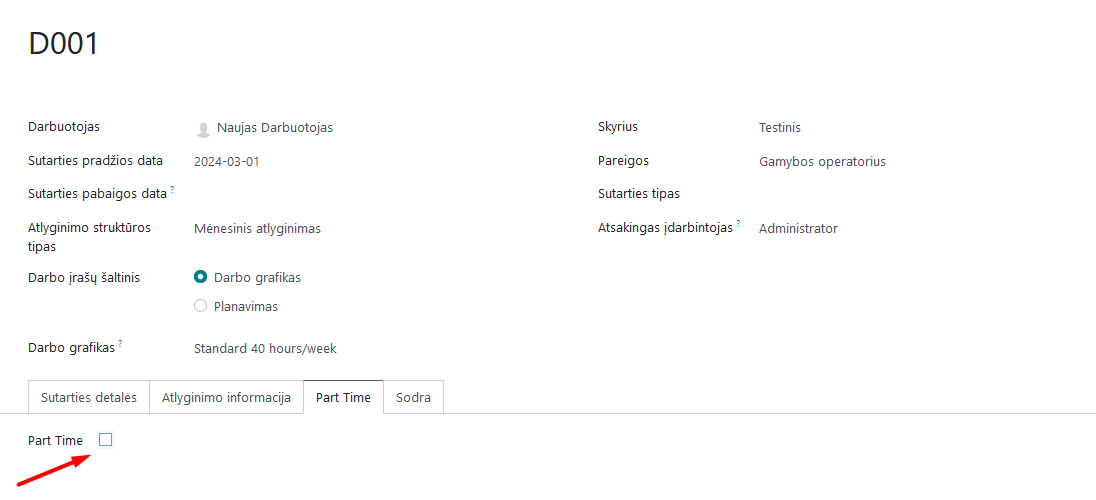 D001
Darbuotojas Naujas Darbuotojas Skyrius Testinis
Sutarties pradžios data 2024-03-01 Pareigos Gamybos operatorius
Sutarties pabaigos data ? Sutarties tipas
Atlyginimo struktūros tipas Mėnesinis atlyginimas Atsakingas įdarbintojas ? Administrator
Darbo įrašų šaltinis Darbo grafikas
Planavimas
Darbo grafikas ? Standard 40 hours/week
Sutarties detalės Atlyginimo informacija Part Time Sodra
Part Time